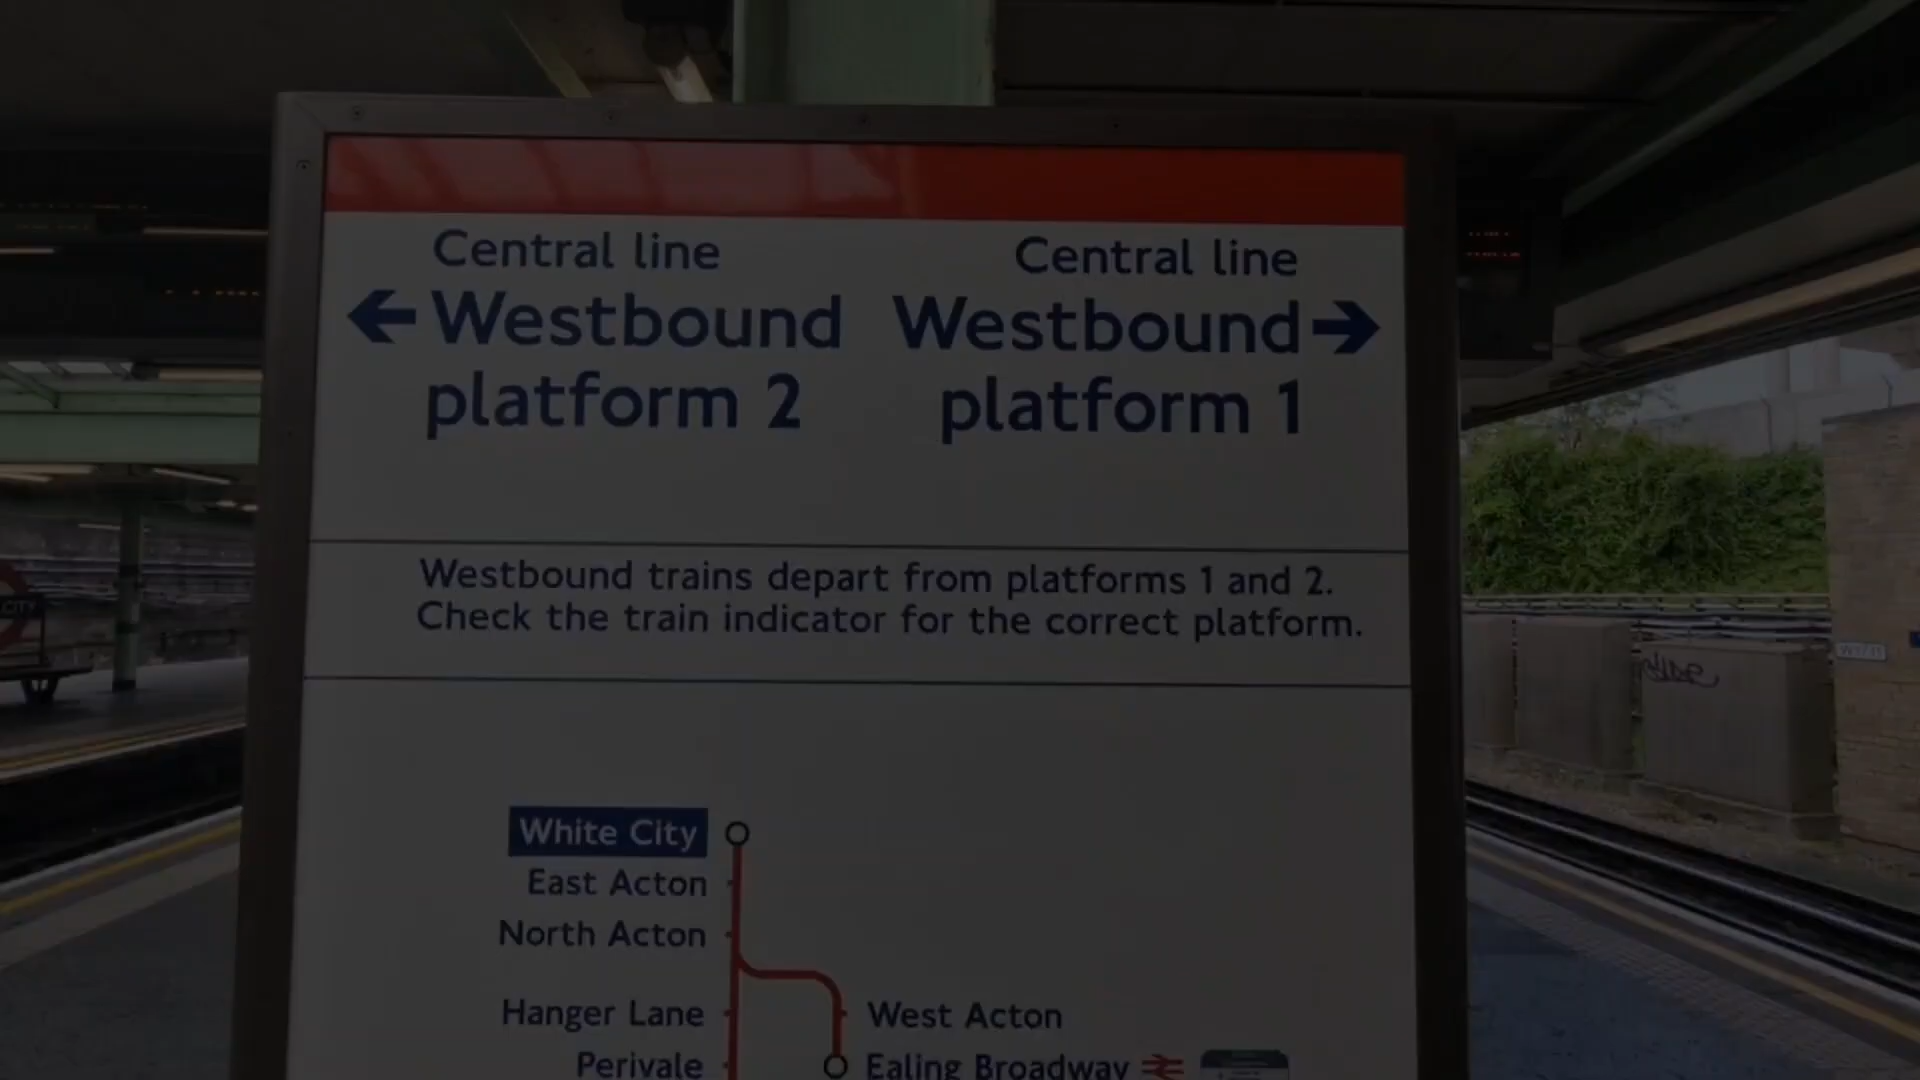 Central line
Westbound
platform 2
Central line
Westbound
platform 1
Westbound trains depart from platforms 1 and 2.
Check the train indicator for the correct platform.
White City
East Acton
North Acton
Hanger Lane
West Acton
Perivale
Ealing Broadway
CITY